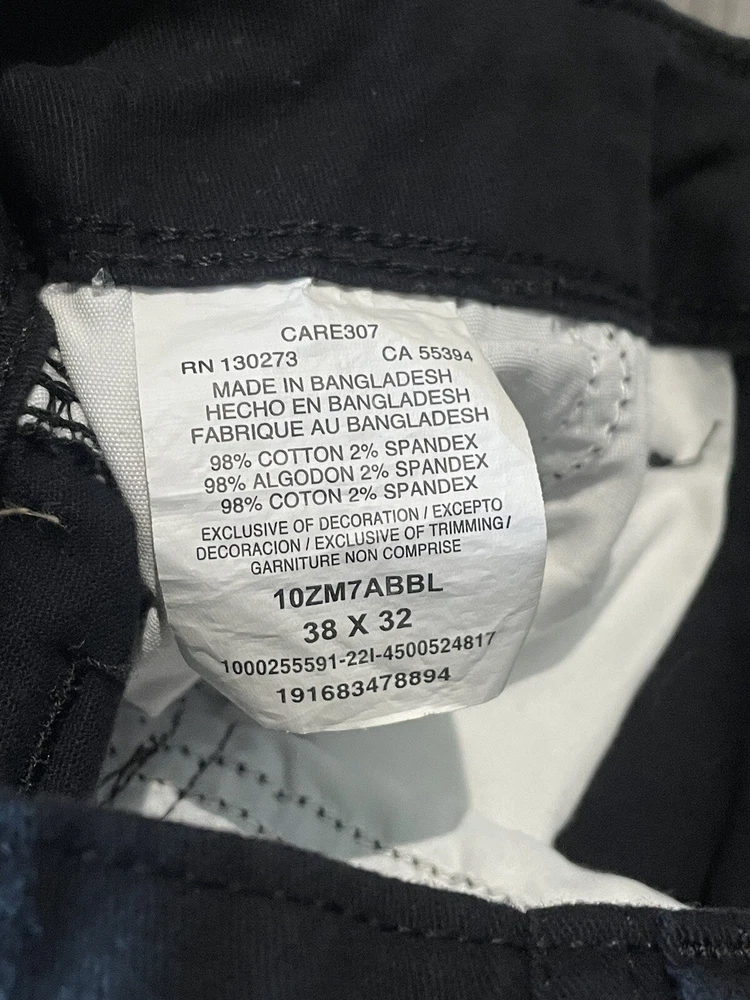 CARE307
RN 130273 CA 55394
MADE IN BANGLADESH
HECHO EN BANGLADESH
FABRIQUE AU BANGLADESH
98% COTTON 2% SPANDEX
98% ALGODON 2% SPANDEX
98% COTON 2% SPANDEX
EXCLUSIVE OF DECORATION / EXCEPTO
DECORACION / EXCLUSIVE OF TRIMMING /
GARNITURE NON COMPRISE
10ZM7ABBL
38 X 32
1000255591-22I-4500524817
191683478894